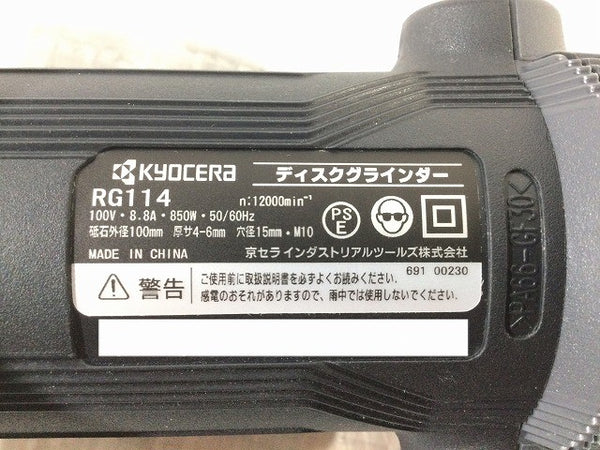 KYOCERA ディスクグラインダー
RG114 n:12000min⁻¹
100V・8.8A・850W・50/60Hz
砥石外径100mm 厚サ4-6mm 穴径15mm・M10
PS
E
MADE IN CHINA 京セラインダストリアルツールズ株式会社
691 00230
警告
ご使用前に取扱説明書を必ずよくお読みください.
感電のおそれがありますので、雨中では使用しないでください.
>PA66-GF30<